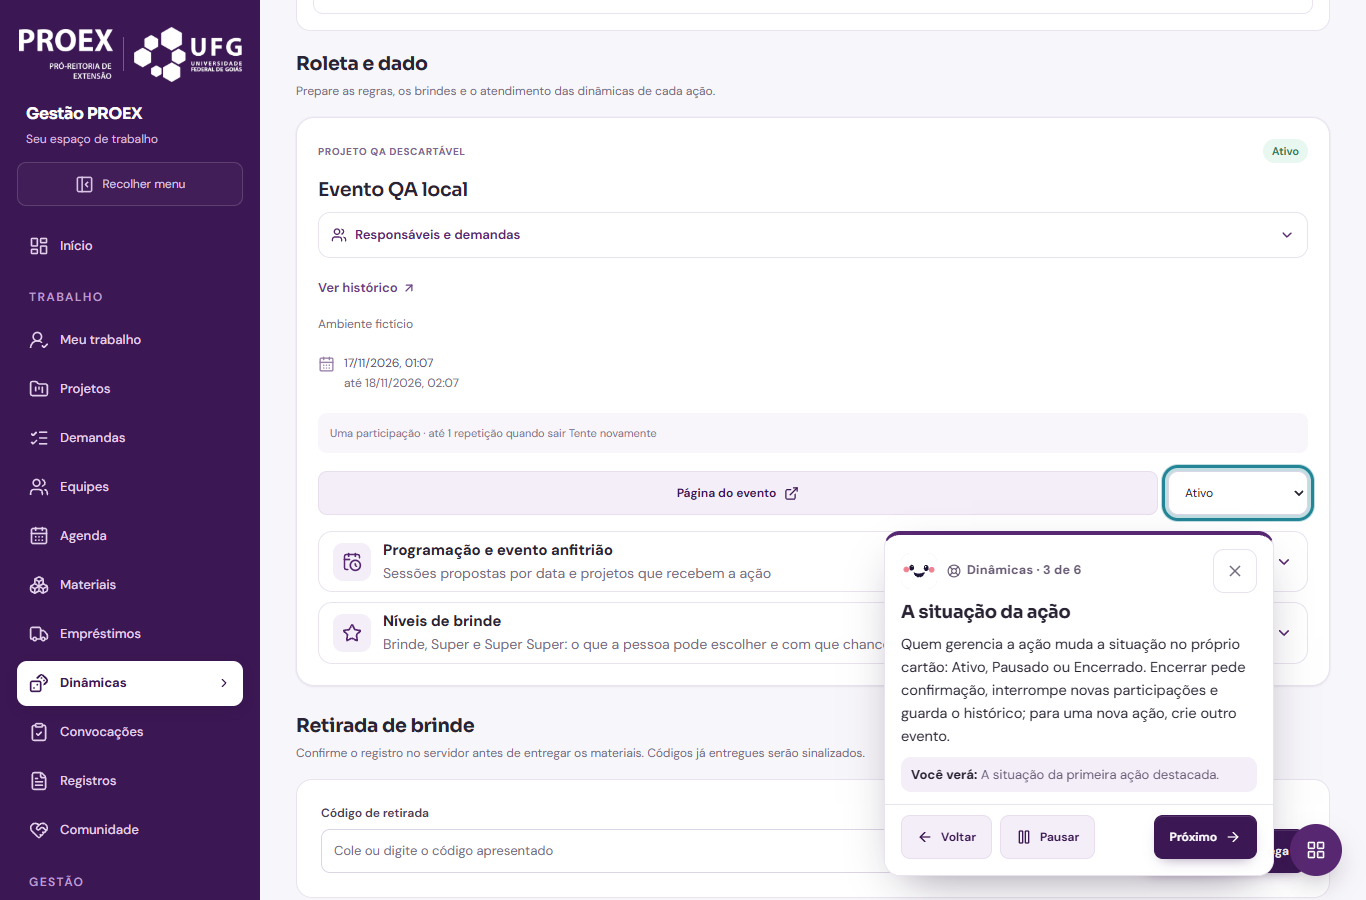 PROEX
PRÓ-REITORIA DE
EXTENSÃO
UFG
UNIVERSIDADE
FEDERAL DE GOIÁS
Gestão PROEX
Seu espaço de trabalho
Recolher menu
Início
TRABALHO
Meu trabalho
Projetos
Demandas
Equipes
Agenda
Materiais
Empréstimos
Dinâmicas
Convocações
Registros
Comunidade
GESTÃO
Roleta e dado
Prepare as regras, os brindes e o atendimento das dinâmicas de cada ação.
PROJETO QA DESCARTÁVEL
Ativo
Evento QA local
Responsáveis e demandas
Ver histórico
Ambiente fictício
17/11/2026, 01:07
até 18/11/2026, 02:07
Uma participação · até 1 repetição quando sair Tente novamente
Página do evento
Ativo
Programação e evento anfitrião
Sessões propostas por data e projetos que recebem a ação
Níveis de brinde
Brinde, Super e Super Super: o que a pessoa pode escolher e com que chance
Dinâmicas · 3 de 6
A situação da ação
Quem gerencia a ação muda a situação no próprio
cartão: Ativo, Pausado ou Encerrado. Encerrar pede
confirmação, interrompe novas participações e
guarda o histórico; para uma nova ação, crie outro
evento.
Você verá: A situação da primeira ação destacada.
Voltar
Pausar
Próximo
Retirada de brinde
Confirme o registro no servidor antes de entregar os materiais. Códigos já entregues serão sinalizados.
Código de retirada
Cole ou digite o código apresentado